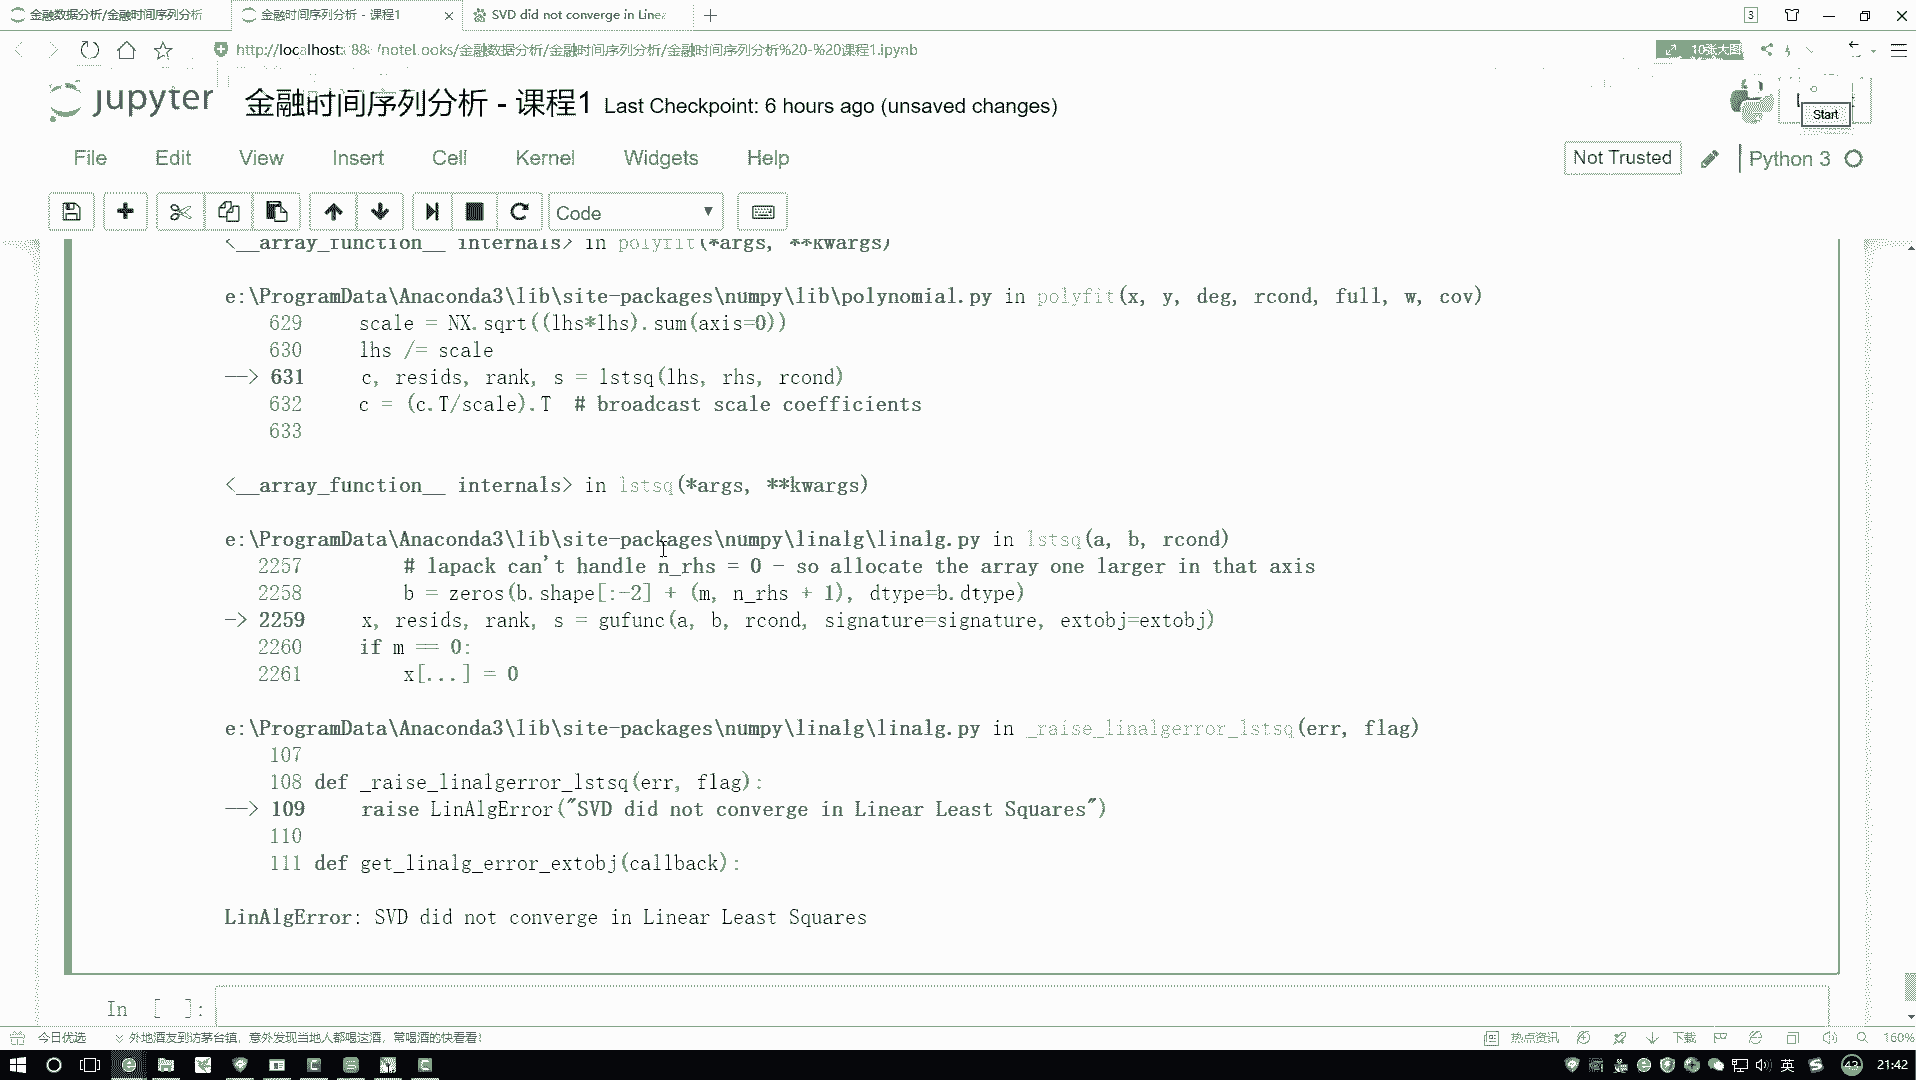 金融数据分析/金融时间序列分析
金融时间序列分析 - 课程1
SVD did not converge in Linea
3
/金融数据分析/金融时间序列分析/金融时间序列分析%20-%20课程1.ipynb
10张大图
jupyter
金融时间序列分析 - 课程1 Last Checkpoint: 6 hours ago (unsaved changes)
Start
File Edit View Insert Cell Kernel Widgets Help
Not Trusted
Python 3
Code
<__array_function__ internals> in polyfit(*args, **kwargs)
e:\ProgramData\Anaconda3\lib\site-packages\numpy\lib\polynomial.py in polyfit(x, y, deg, rcond, full, w, cov)
629 scale = NX.sqrt((lhs*lhs).sum(axis=0))
630 lhs /= scale
--> 631 c, resids, rank, s = lstsq(lhs, rhs, rcond)
632 c = (c.T/scale).T # broadcast scale coefficients
633
<__array_function__ internals> in lstsq(*args, **kwargs)
e:\ProgramData\Anaconda3\lib\site-packages\numpy\linalg\linalg.py in lstsq(a, b, rcond)
2257 # lapack can't handle n_rhs = 0 - so allocate the array one larger in that axis
2258 b = zeros(b.shape[:-2] + (m, n_rhs + 1), dtype=b.dtype)
-> 2259 x, resids, rank, s = gufunc(a, b, rcond, signature=signature, extobj=extobj)
2260 if m == 0:
2261 x[...] = 0
e:\ProgramData\Anaconda3\lib\site-packages\numpy\linalg\linalg.py in _raise_linalgerror_lstsq(err, flag)
107
108 def _raise_linalgerror_lstsq(err, flag):
--> 109 raise LinAlgError("SVD did not converge in Linear Least Squares")
110
111 def get_linalg_error_extobj(callback):
LinAlgError: SVD did not converge in Linear Least Squares
In [ ]:
今日优选
外地酒友到访茅台镇，意外发现当地人都喝这酒，常喝酒的快看看！
热点资讯
下载
160%
英
43
21:42